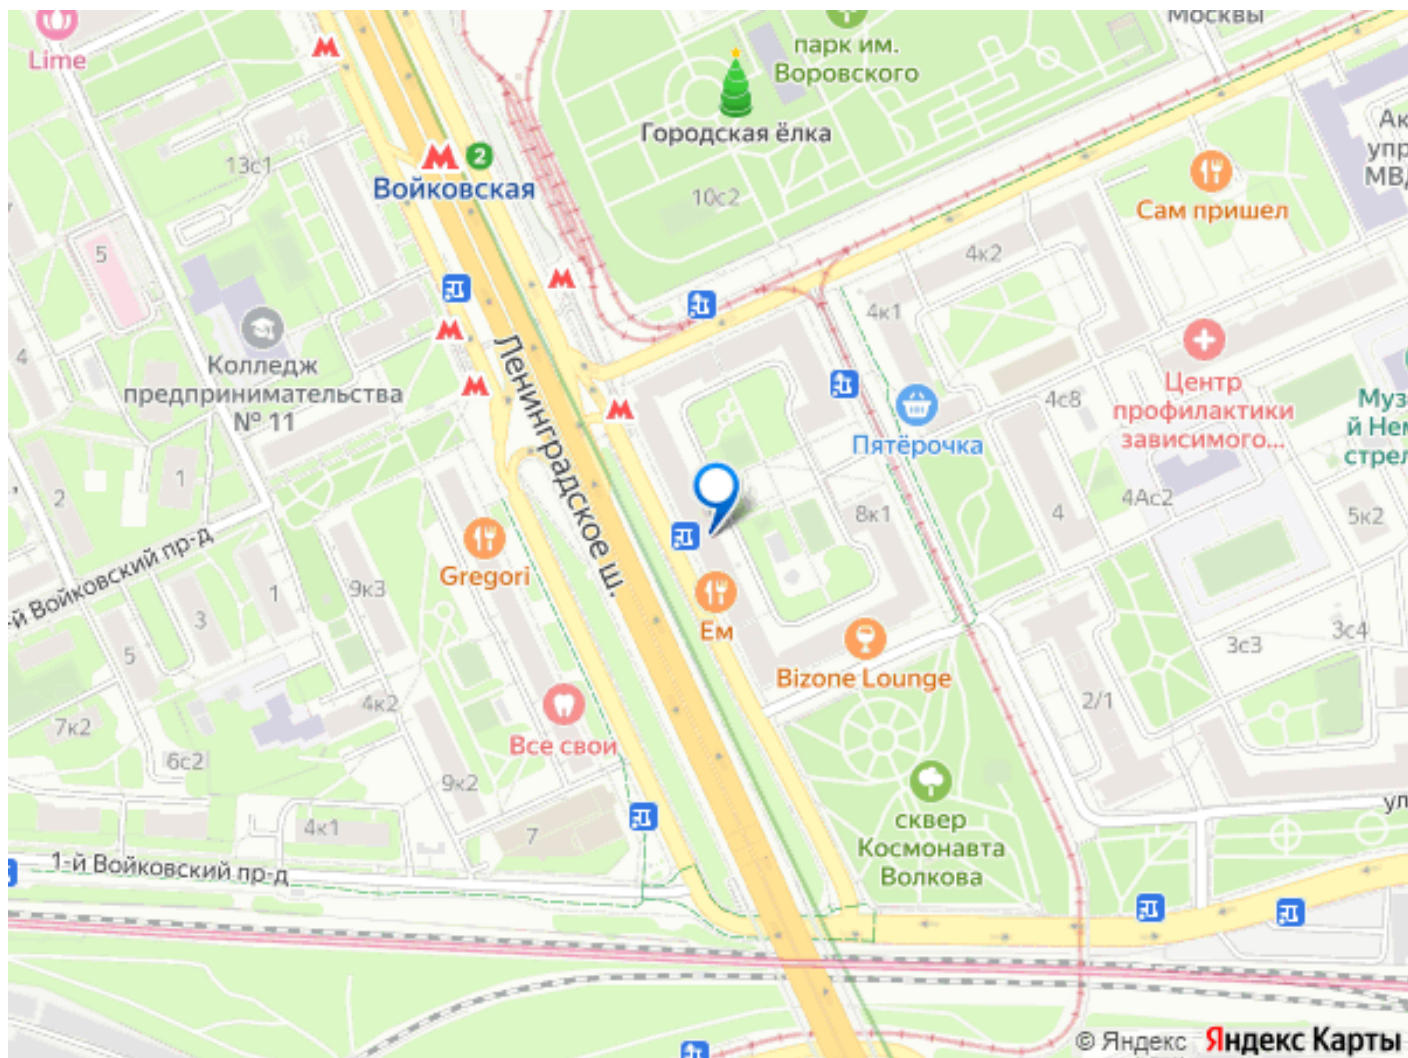 Lime
Москвы
парк им.
Воровского
Городская ёлка
2
Войковская
13с1
10с2
5
4к2
Сам пришел
4к1
4
Колледж
предпринимательства
№ 11
Ленинградское ш.
Пятёрочка
4с8
Центр
профилактики
зависимого...
1
2
8к1
4Ас2
4
5к2
Gregori
й Войковский пр-д
1
9к3
3
Ем
Bizone Lounge
3с4
3с3
5
4к2
7к2
6с2
Все свои
9к2
2/1
4к1
7
сквер
Космонавта
Волкова
ул
1-й Войковский пр-д
© Яндекс Яндекс Карты